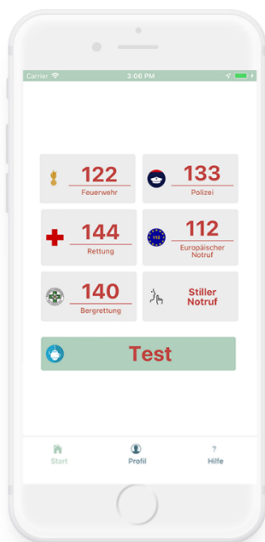 Carrier 3:06 PM
122
Feuerwehr
133
Polizei
144
Rettung
112
112
Europäischer
Notruf
140
Bergrettung
Stiller
Notruf
Test
Start
Profil
?
Hilfe